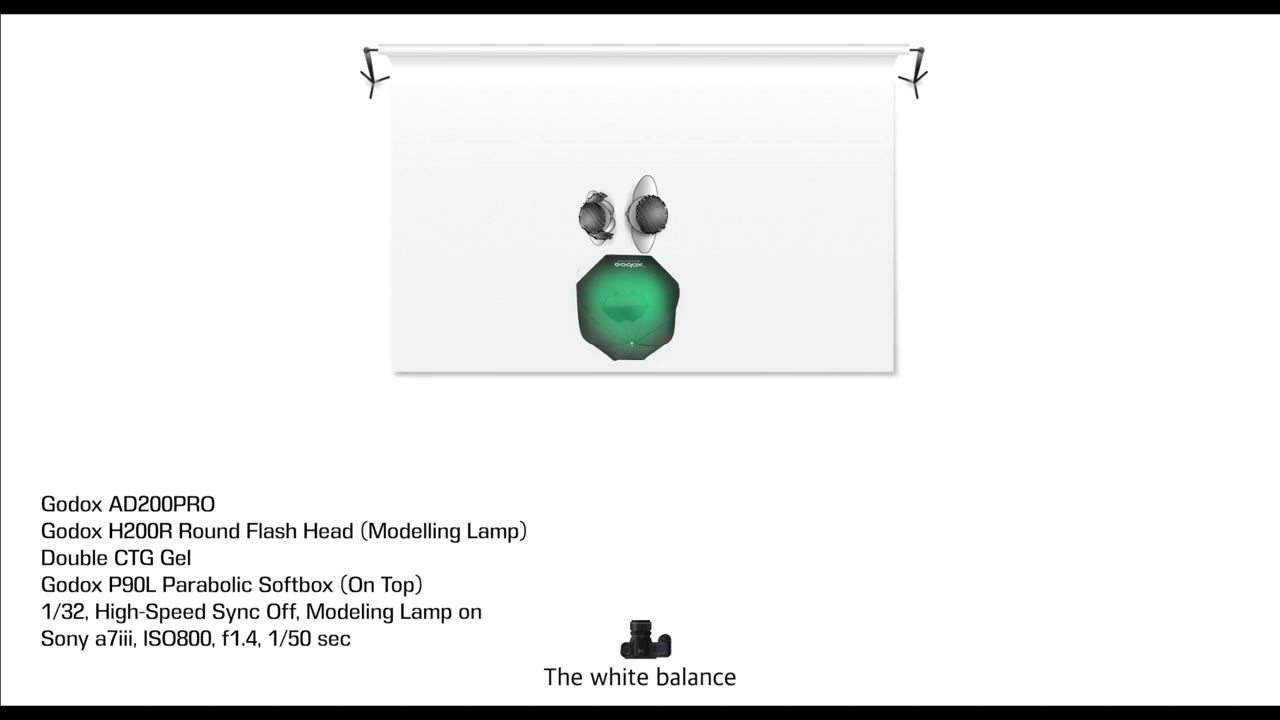 GODOX
Godox AD200PRO
Godox H200R Round Flash Head (Modelling Lamp)
Double CTG Gel
Godox P90L Parabolic Softbox (On Top)
1/32, High-Speed Sync Off, Modeling Lamp on
Sony a7iii, ISO800, f1.4, 1/50 sec
The white balance